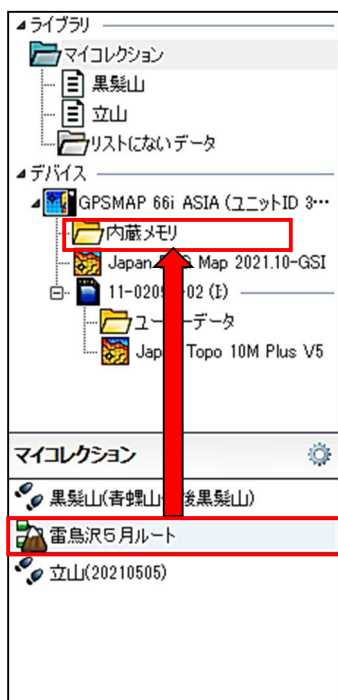 ライブラリ
マイコレクション
黒髪山
立山
リストにないデータ
デバイス
GPSMAP 66i ASIA (ユニットID 3…
内蔵メモリ
Japan Map 2021.10-GSI
11-020 -02 (I:)
ユー ーデータ
Japa Topo 10M Plus V5
マイコレクション
黒髪山(青螺山 後黒髪山)
雷鳥沢5月ルート
立山(20210505)